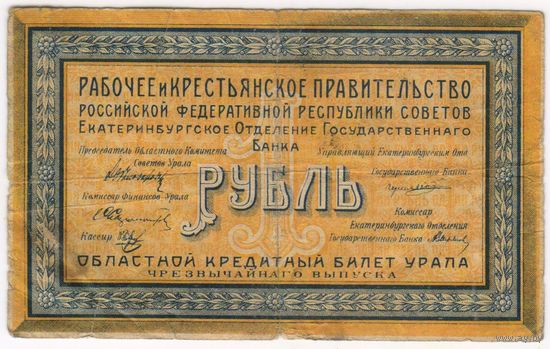 РАБОЧЕЕ И КРЕСТЬЯНСКОЕ ПРАВИТЕЛЬСТВО
РОССИЙСКОЙ ФЕДЕРАТИВНОЙ РЕСПУБЛИКИ СОВЕТОВ
ЕКАТЕРИНБУРГСКОЕ ОТДЕЛЕНИЕ ГОСУДАРСТВЕННАГО
БАНКА
Председатель Областного Комитета
Советов Урала
Управляющий Екатеринбургским Отд.
Государственнаго Банка
Комиссар Финансов Урала
1
РУБЛЬ
Комиссар
Екатеринбургскаго Отделения
Государственнаго Банка
Кассир
ОБЛАСТНОЙ КРЕДИТНЫЙ БИЛЕТ УРАЛА
ЧРЕЗВЫЧАЙНАГО ВЫПУСКА